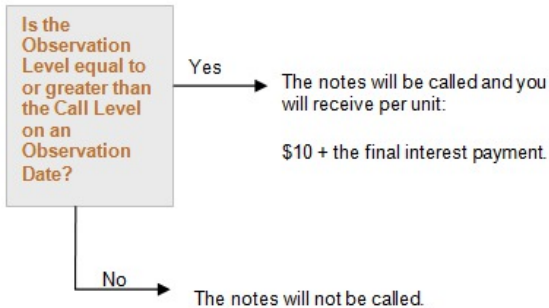 Is the
Observation
Level equal to
or greater than
the Call Level
on an
Observation
Date?
Yes
The notes will be called and you
will receive per unit:
$10 + the final interest payment.
No
The notes will not be called.